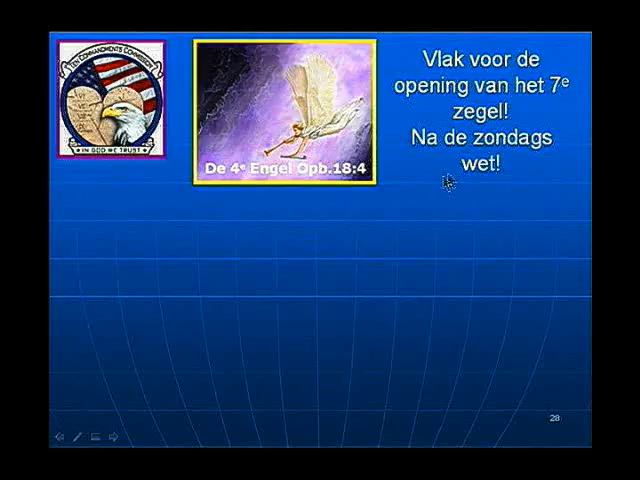 TEN COMMANDMENTS COMMISSION
IN GOD WE TRUST
De 4e Engel Opb.18:4
Vlak voor de
opening van het 7e
zegel!
Na de zondags
wet!
28